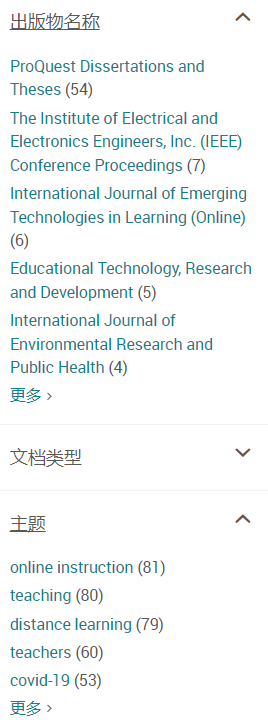 出版物名称
ProQuest Dissertations and
Theses (54)
The Institute of Electrical and
Electronics Engineers, Inc. (IEEE)
Conference Proceedings (7)
International Journal of Emerging
Technologies in Learning (Online)
(6)
Educational Technology, Research
and Development (5)
International Journal of
Environmental Research and
Public Health (4)
更多 ›
文档类型
主题
online instruction (81)
teaching (80)
distance learning (79)
teachers (60)
covid-19 (53)
更多 ›